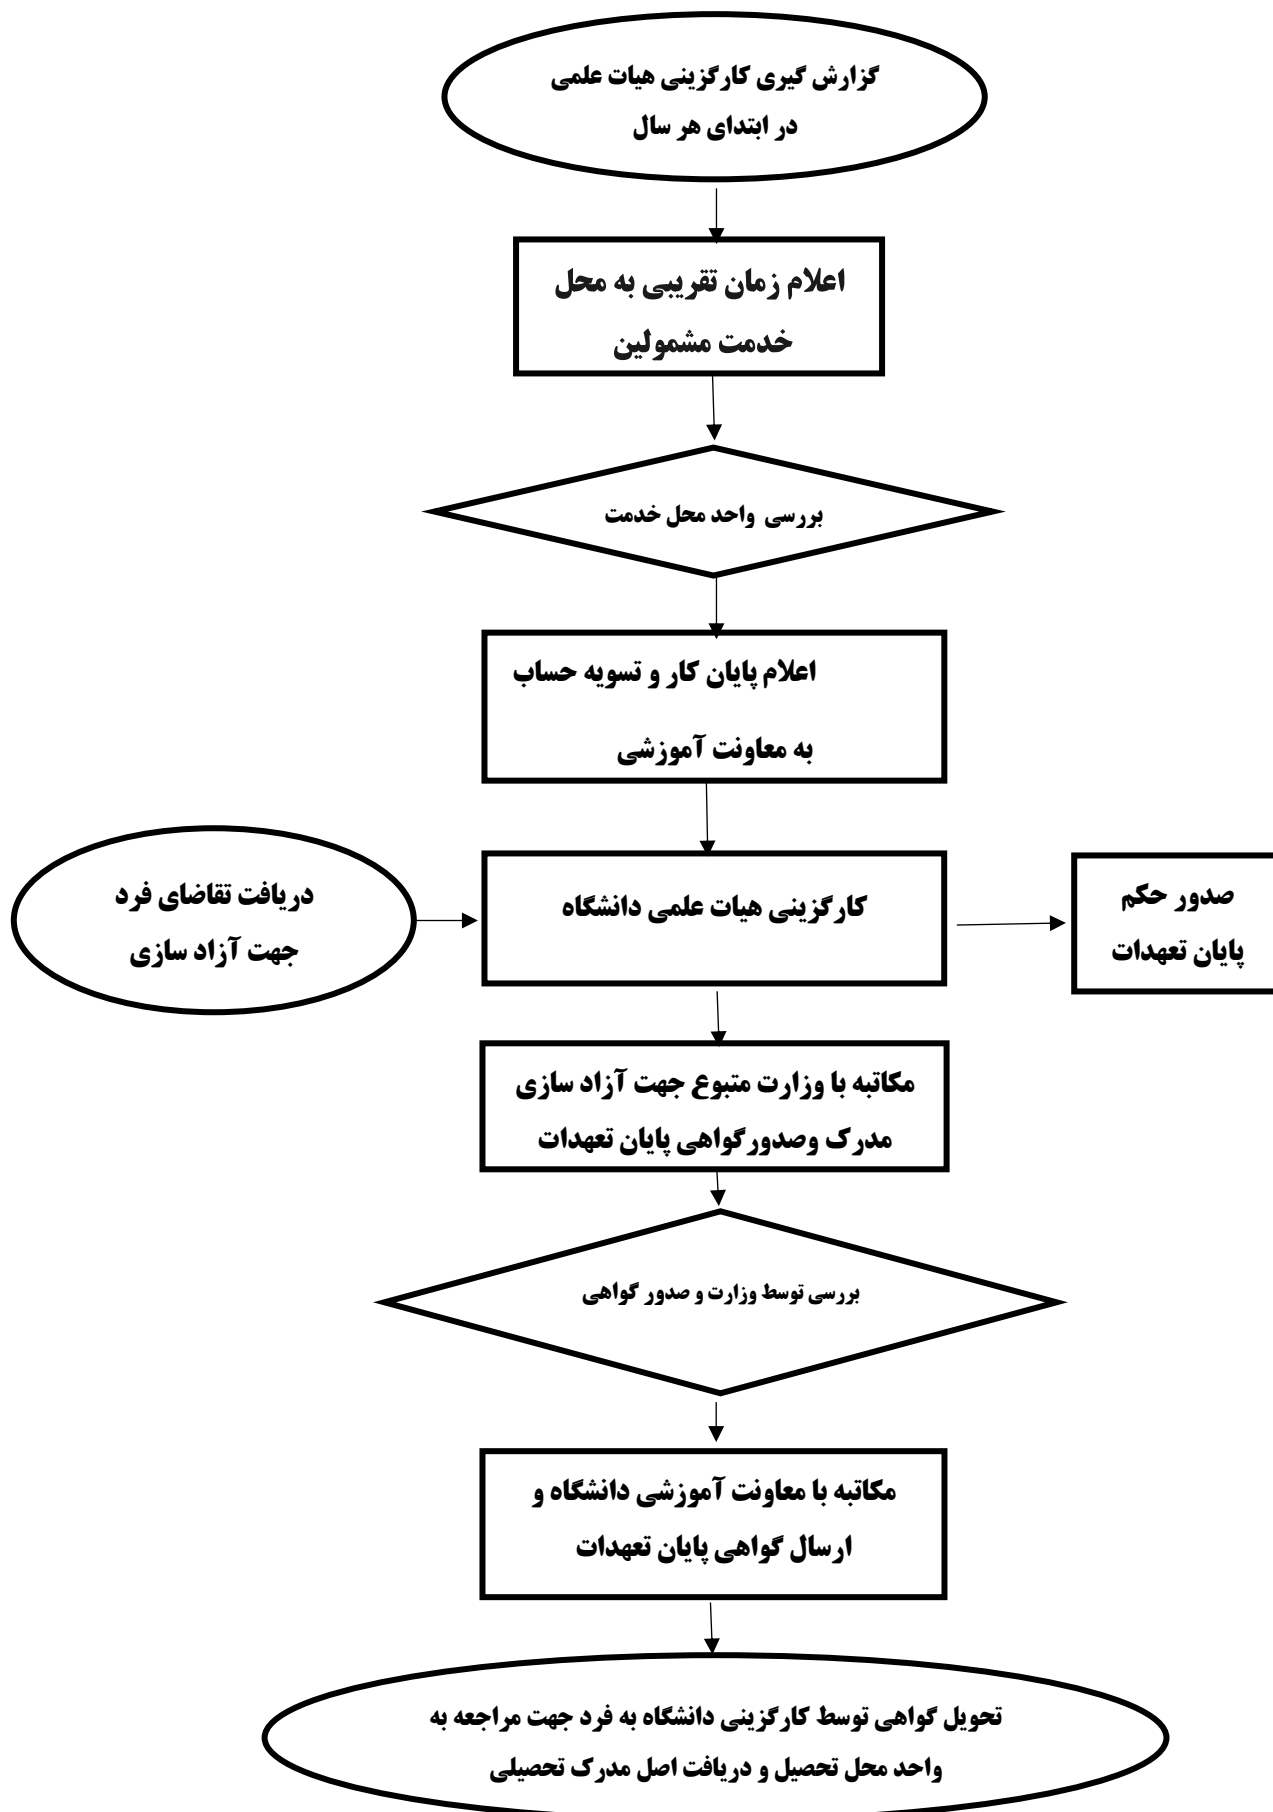 گزارش گیری کارگزینی هیات علمی
در ابتدای هر سال
اعلام زمان تقریبی به محل
خدمت مشمولین
بررسی واحد محل خدمت
اعلام پایان کار و تسویه حساب
به معاونت آموزشی
دریافت تقاضای فرد
جهت آزاد سازی
کارگزینی هیات علمی دانشگاه
صدور حکم
پایان تعهدات
مکاتبه با وزارت متبوع جهت آزاد سازی
مدرک وصدورگواهی پایان تعهدات
بررسی توسط وزارت و صدور گواهی
مکاتبه با معاونت آموزشی دانشگاه و
ارسال گواهی پایان تعهدات
تحویل گواهی توسط کارگزینی دانشگاه به فرد جهت مراجعه به
واحد محل تحصیل و دریافت اصل مدرک تحصیلی